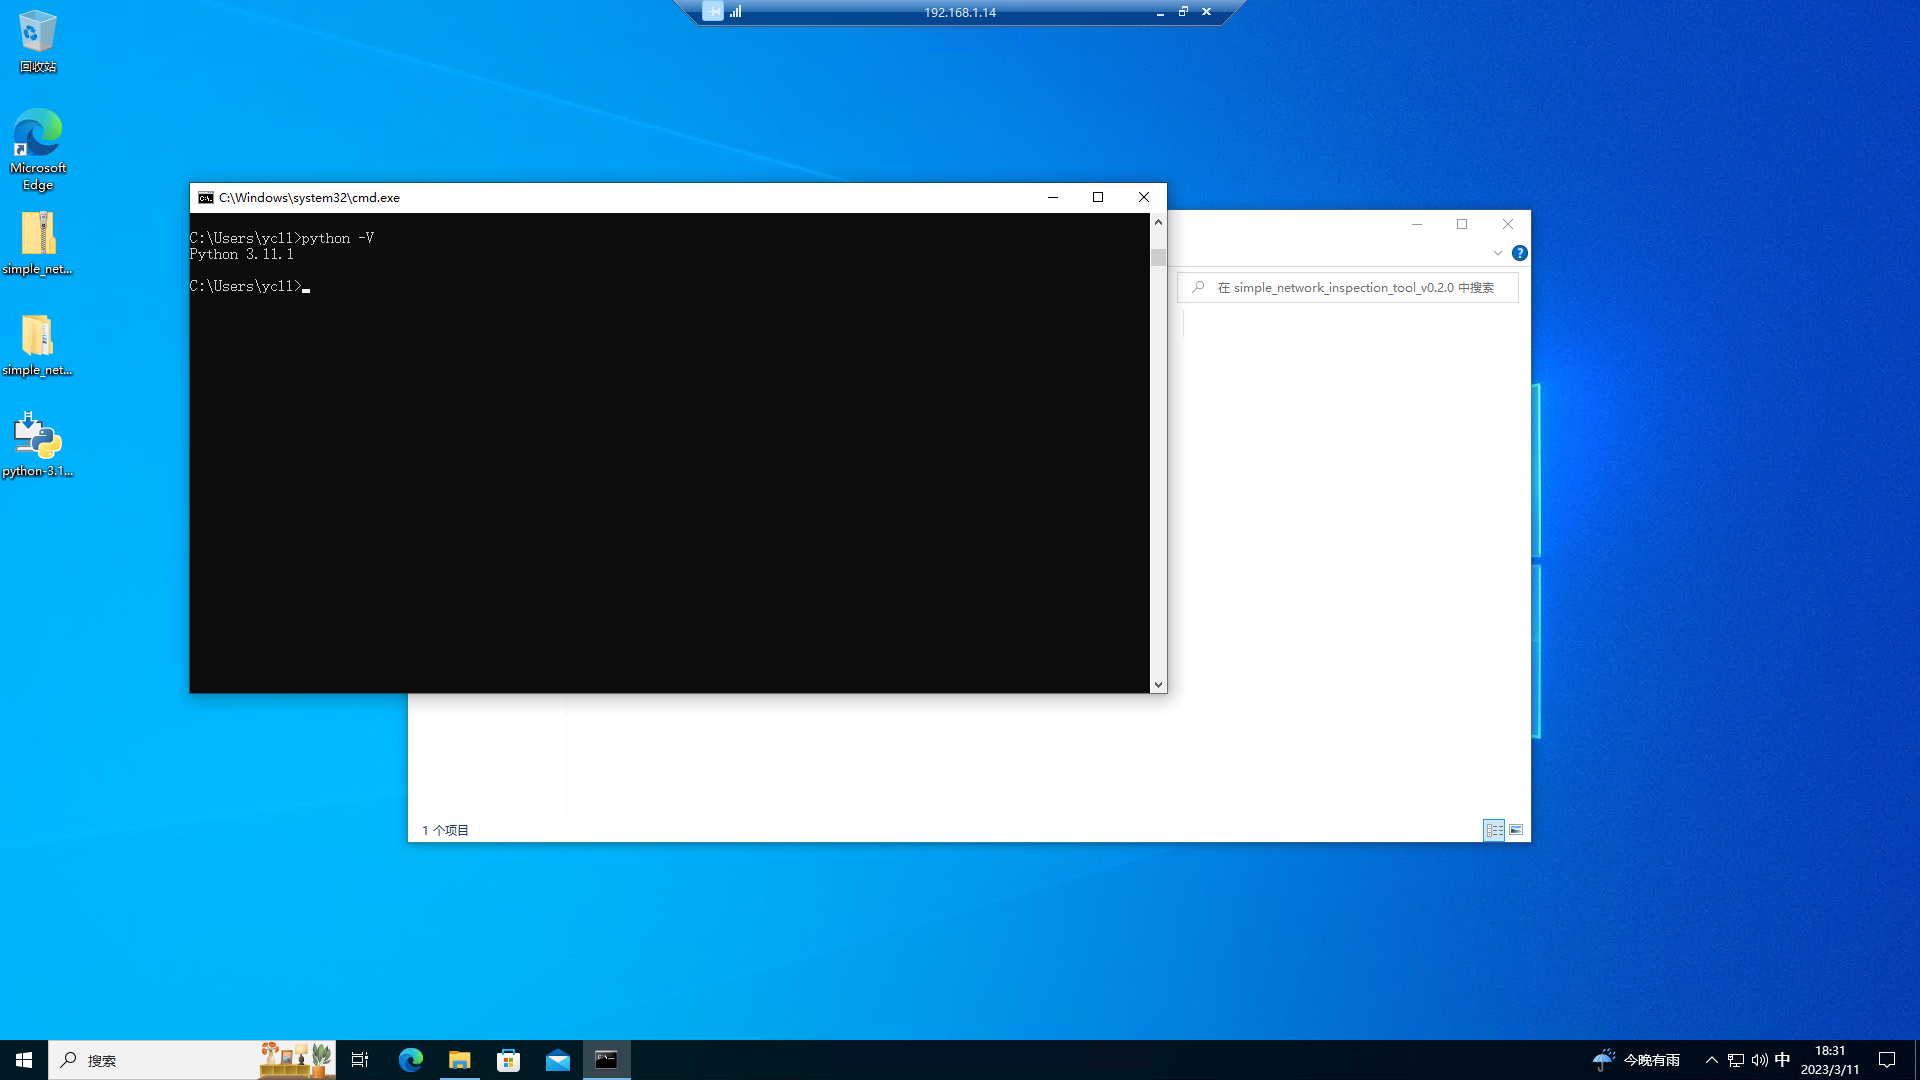 192.168.1.14
回收站
Microsoft
Edge
simple_net...
simple_net...
python-3.1...
C:\Windows\system32\cmd.exe
C:\Users\ycl1>python -V
Python 3.11.1
C:\Users\ycl1>
在 simple_network_inspection_tool_v0.2.0 中搜索
1 个项目
搜索
今晚有雨
中
18:31
2023/3/11